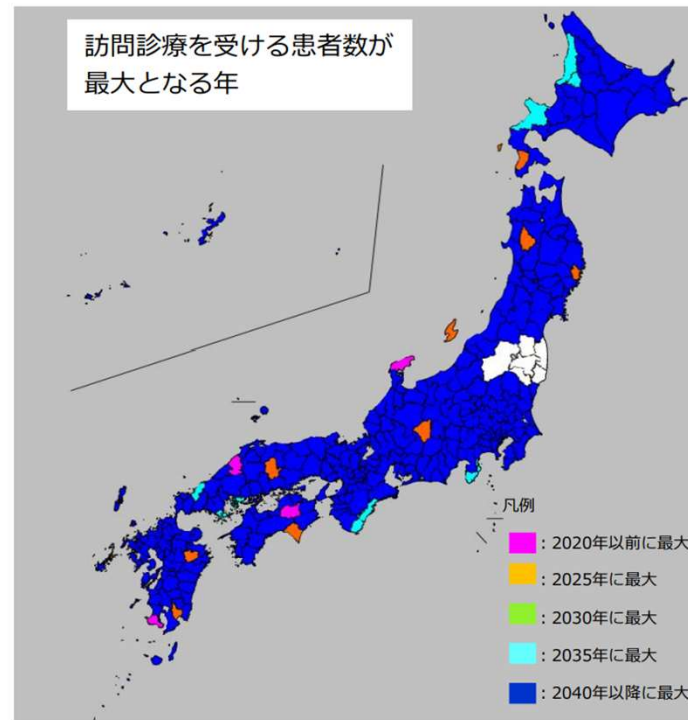 訪問診療を受ける患者数が
最大となる年
凡例
：2020年以前に最大
：2025年に最大
：2030年に最大
：2035年に最大
：2040年以降に最大